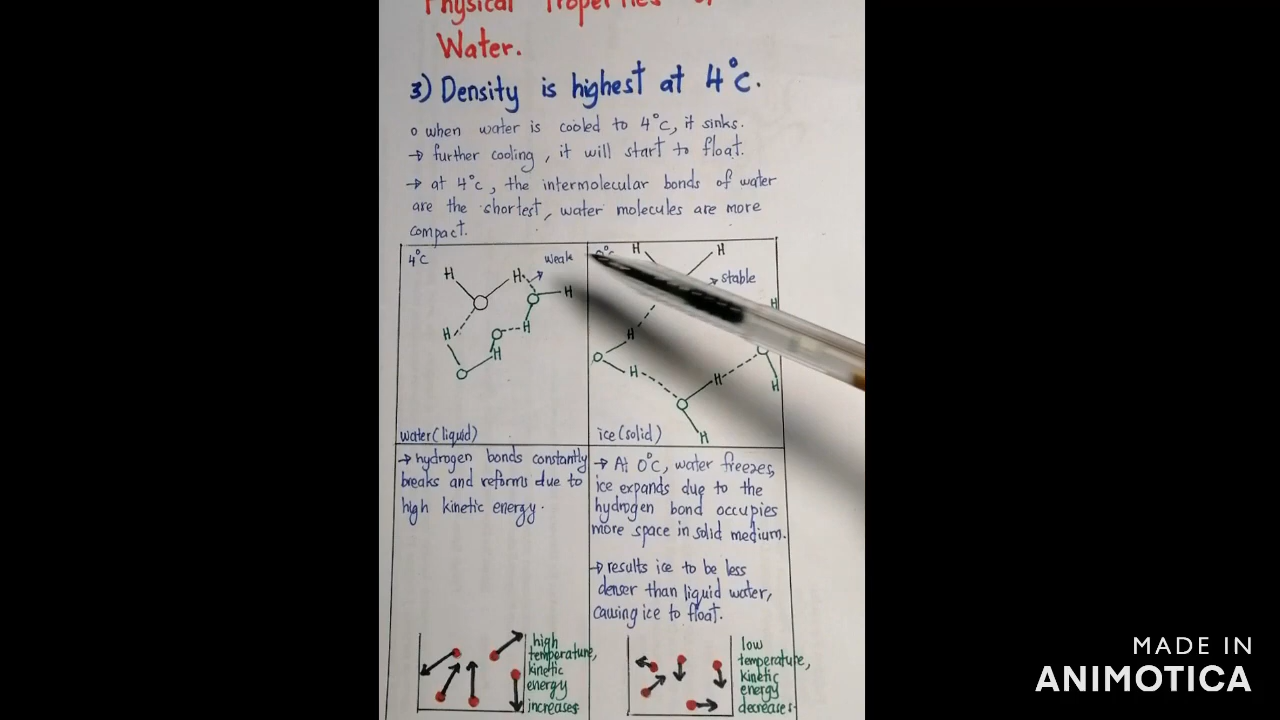 Physical Properties of
Water.
3) Density is highest at 4°c.
o when water is cooled to 4°c, it sinks.
→ further cooling, it will start to float.
→ at 4°c, the intermolecular bonds of water
are the shortest, water molecules are more
compact.
4°C
weak
H
H
H
H
H
H
water(liquid)
0°c
H
H
stable
H
H
H
H
H
H
ice(solid)
→ hydrogen bonds constantly
breaks and reforms due to
high kinetic energy.
→ At 0°C, water freezes,
ice expands due to the
hydrogen bond occupies
more space in solid medium.
→ results ice to be less
denser than liquid water,
causing ice to float.
high
temperature,
kinetic
energy
increases
low
temperature,
kinetic
energy
decreases
MADE IN
ANIMOTICA